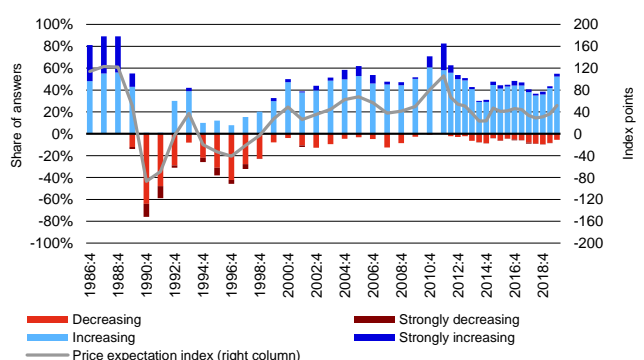 100% 200
80% 160
60% 120
40% 80
20% 40
0% 0
-20% -40
-40% -80
-60% -120
-80% -160
-100% -200
Share of answers
Index points
1986:4 1988:4 1990:4 1992:4 1994:4 1996:4 1998:4 2000:4 2002:4 2004:4 2006:4 2008:4 2010:4 2012:4 2014:4 2016:4 2018:4
Decreasing Strongly decreasing
Increasing Strongly increasing
Price expectation index (right column)